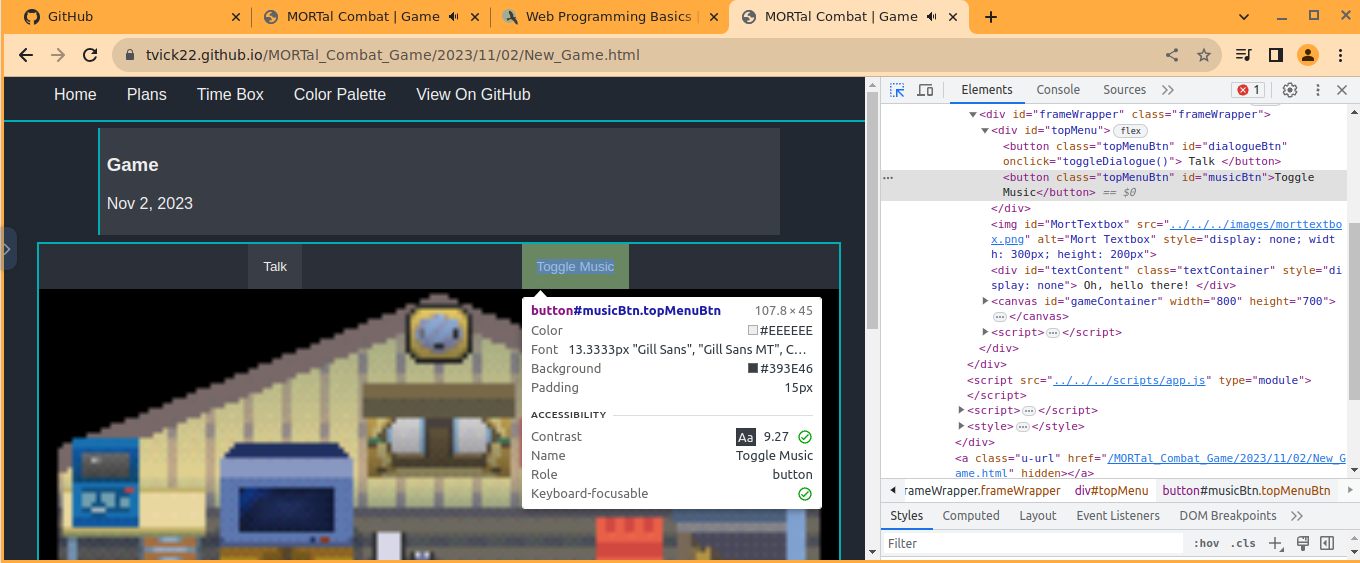 GitHub
MORTal Combat | Game
Web Programming Basics |
MORTal Combat | Game
tvick22.github.io/MORTal_Combat_Game/2023/11/02/New_Game.html
Home Plans Time Box Color Palette View On GitHub
Game
Nov 2, 2023
Talk
Toggle Music
button#musicBtn.topMenuBtn 107.8 × 45
Color #EEEEEE
Font 13.3333px "Gill Sans", "Gill Sans MT", C…
Background #393E46
Padding 15px
ACCESSIBILITY
Contrast Aa 9.27
Name Toggle Music
Role button
Keyboard-focusable
Elements Console Sources 1
<div id="frameWrapper" class="frameWrapper">
<div id="topMenu"> flex
<button class="topMenuBtn" id="dialogueBtn"
onclick="toggleDialogue()"> Talk </button>
<button class="topMenuBtn" id="musicBtn">Toggle
Music</button> == $0
</div>
<img id="MortTextbox" src="../../../images/morttextbo
x.png" alt="Mort Textbox" style="display: none; widt
h: 300px; height: 200px">
<div id="textContent" class="textContainer" style="di
splay: none"> Oh, hello there! </div>
<canvas id="gameContainer" width="800" height="700">
… </canvas>
<script> … </script>
</div>
</div>
<script src="../../../scripts/app.js" type="module">
</script>
<script> … </script>
<style> … </style>
</div>
<a class="u-url" href="/MORTal_Combat_Game/2023/11/02/New_G
ame.html" hidden></a>
rameWrapper.frameWrapper div#topMenu button#musicBtn.topMenuBtn
Styles Computed Layout Event Listeners DOM Breakpoints
Filter :hov .cls